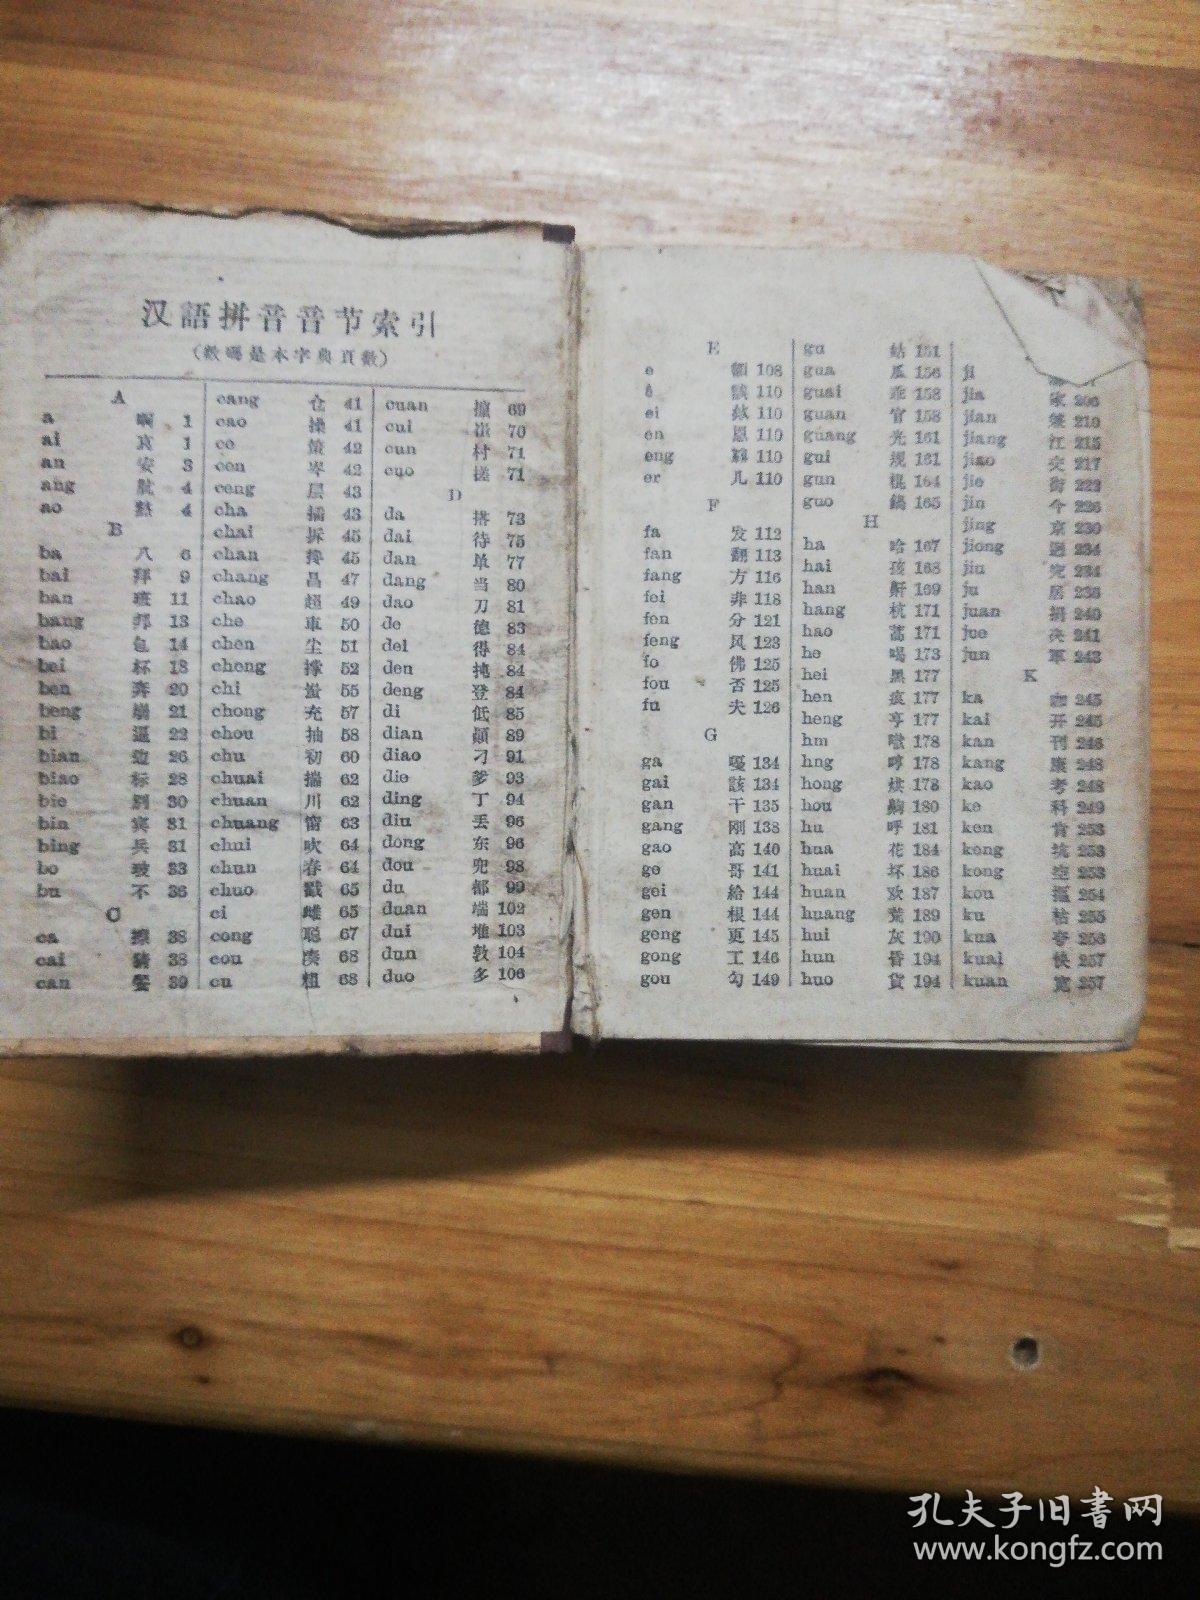 汉語拼音音节索引
(数碼是本字典頁数)
A
a 啊 1
ai 哀 1
an 安 3
ang 骯 4
ao 熬 4
B
ba 八 6
bai 拜 9
ban 班 11
bang 邦 13
bao 包 14
bei 杯 18
ben 奔 20
beng 崩 21
bi 逼 22
bian 边 26
biao 标 28
bie 别 30
bin 宾 31
bing 兵 31
bo 玻 33
bu 不 36
C
ca 擦 38
cai 猜 38
can 餐 39
cang 仓 41
cao 操 41
ce 策 42
cen 岑 42
ceng 层 43
cha 插 43
chai 拆 45
chan 搀 45
chang 昌 47
chao 超 49
che 車 50
chen 尘 51
cheng 撑 52
chi 蚩 55
chong 充 57
chou 抽 58
chu 初 60
chuai 揣 62
chuan 川 62
chuang 窗 63
chui 吹 64
chun 春 64
chuo 戳 65
ci 雌 65
cong 聪 67
cou 凑 68
cu 粗 68
cuan 攛 69
cui 崔 70
cun 村 71
cuo 搓 71
D
da 搭 73
dai 待 75
dan 单 77
dang 当 80
dao 刀 81
de 德 83
dei 得 84
den 扽 84
deng 登 84
di 低 85
dian 顛 89
diao 刁 91
die 爹 93
ding 丁 94
diu 丢 96
dong 东 96
dou 兜 98
du 都 99
duan 端 102
dui 堆 103
dun 敦 104
duo 多 106
E
e 額 108
ê 誒 110
ei 欸 110
en 恩 110
eng 鞥 110
er 儿 110
F
fa 发 112
fan 翻 113
fang 方 116
fei 非 118
fen 分 121
feng 风 123
fo 佛 125
fou 否 125
fu 夫 126
G
ga 嘎 134
gai 該 134
gan 干 135
gang 刚 138
gao 高 140
ge 哥 141
gei 給 144
gen 根 144
geng 更 145
gong 工 146
gou 勾 149
gu 姑 151
gua 瓜 156
guai 乖 158
guan 官 158
guang 光 161
gui 规 161
gun 棍 164
guo 鍋 165
H
ha 哈 167
hai 孩 168
han 鼾 169
hang 杭 171
hao 蒿 171
he 喝 173
hei 黑 177
hen 痕 177
heng 亨 177
hm 噷 178
hng 哼 178
hong 烘 178
hou 齁 180
hu 呼 181
hua 花 184
huai 坏 186
huan 欢 187
huang 荒 189
hui 灰 190
hun 昏 194
huo 貨 194
ji
jia 家 206
jian 210
jiang 江 215
jiao 交 217
jie 街 222
jin 今 226
jing 京 230
jiong 迥 234
jiu 究 234
ju 居 236
juan 捐 240
jue 决 241
jun 軍 243
K
ka 咖 245
kai 开 245
kan 刊 246
kang 康 248
kao 考 248
ke 科 249
ken 肯 253
keng 坑 253
kong 空 253
kou 摳 254
ku 枯 255
kua 夸 256
kuai 快 257
kuan 宽 257
孔夫子旧书网
www.kongfz.com